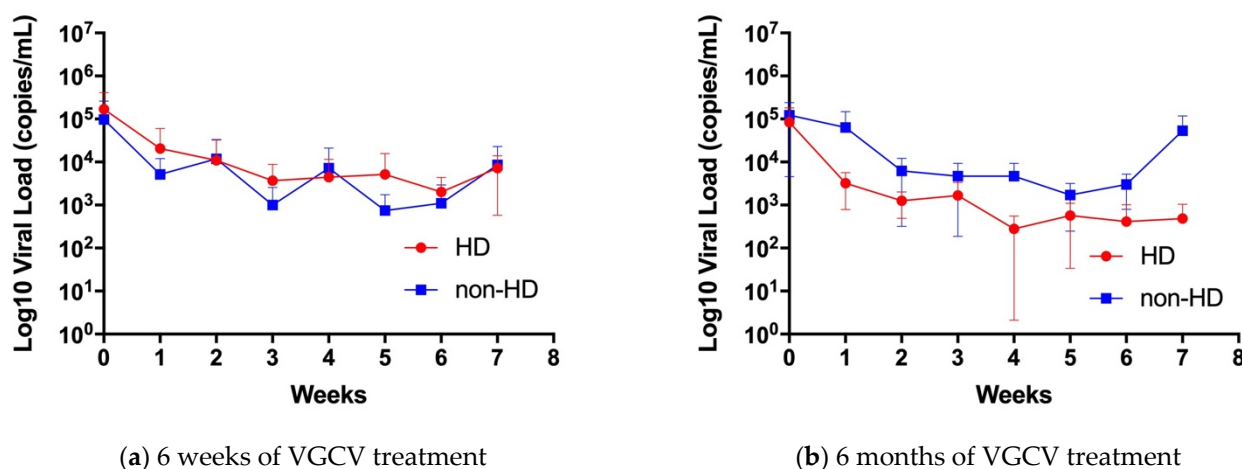 Log10 Viral Load (copies/mL)
10⁷
10⁶
10⁵
10⁴
10³
10²
10¹
10⁰
HD
non-HD
0 1 2 3 4 5 6 7 8
Weeks
(a) 6 weeks of VGCV treatment
Log10 Viral Load (copies/mL)
10⁷
10⁶
10⁵
10⁴
10³
10²
10¹
10⁰
HD
non-HD
0 1 2 3 4 5 6 7 8
Weeks
(b) 6 months of VGCV treatment